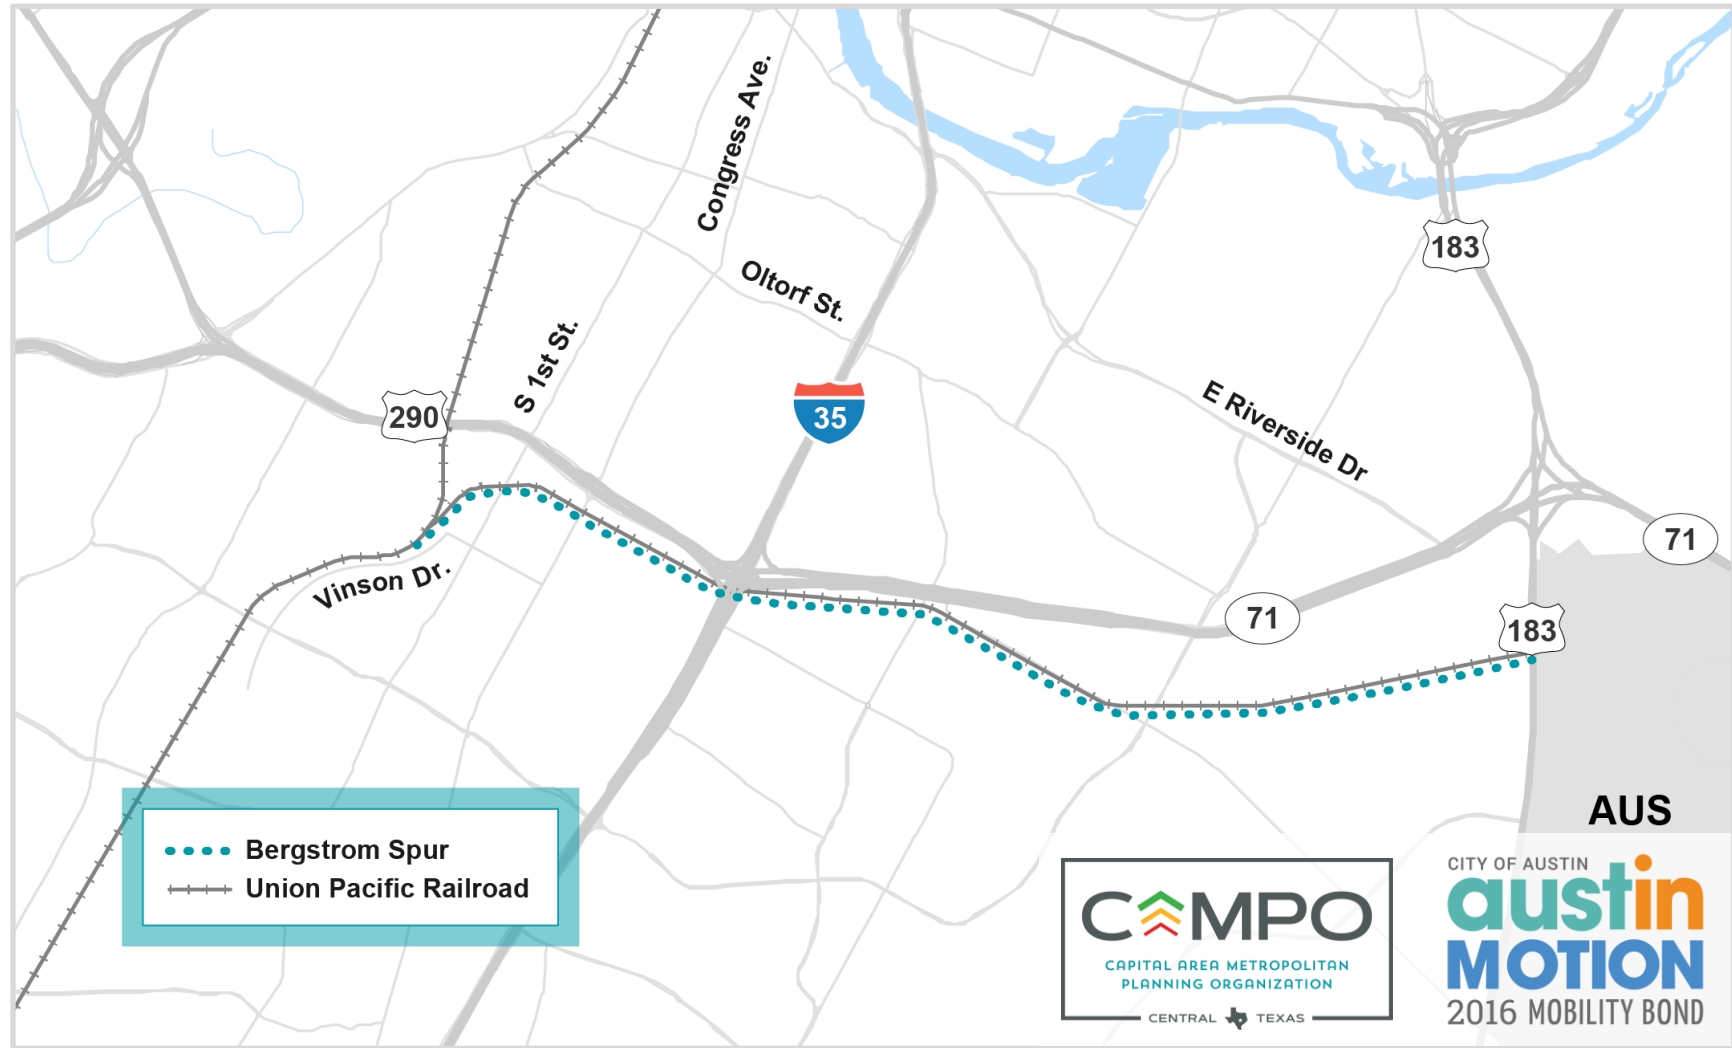 Congress Ave.
183
Oltorf St.
S 1st St.
290
35
E Riverside Dr
71
Vinson Dr.
71
183
AUS
Bergstrom Spur
Union Pacific Railroad
CAMPO
CAPITAL AREA METROPOLITAN
PLANNING ORGANIZATION
CENTRAL TEXAS
CITY OF AUSTIN
austin
MOTION
2016 MOBILITY BOND